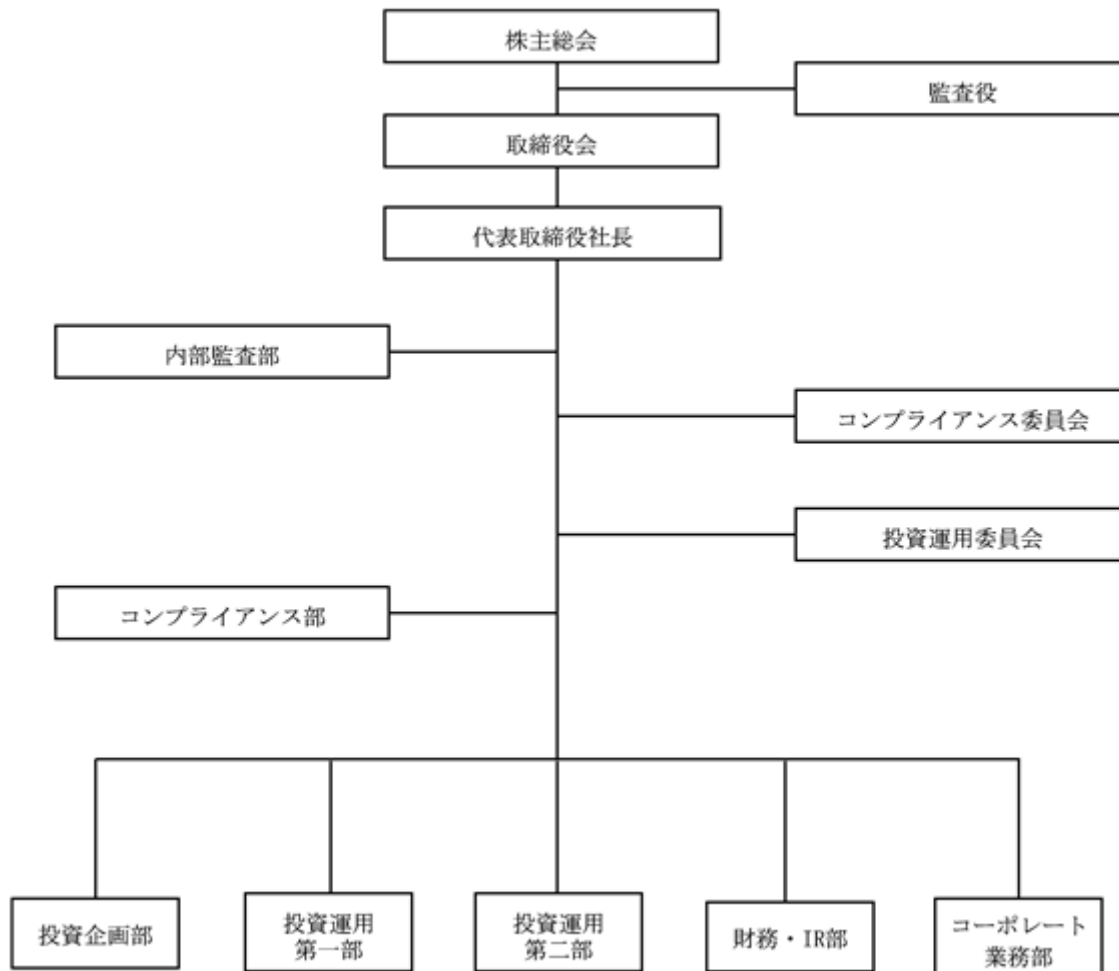 株主総会
監査役
取締役会
代表取締役社長
内部監査部
コンプライアンス委員会
投資運用委員会
コンプライアンス部
投資企画部
投資運用
第一部
投資運用
第二部
財務・IR部
コーポレート
業務部